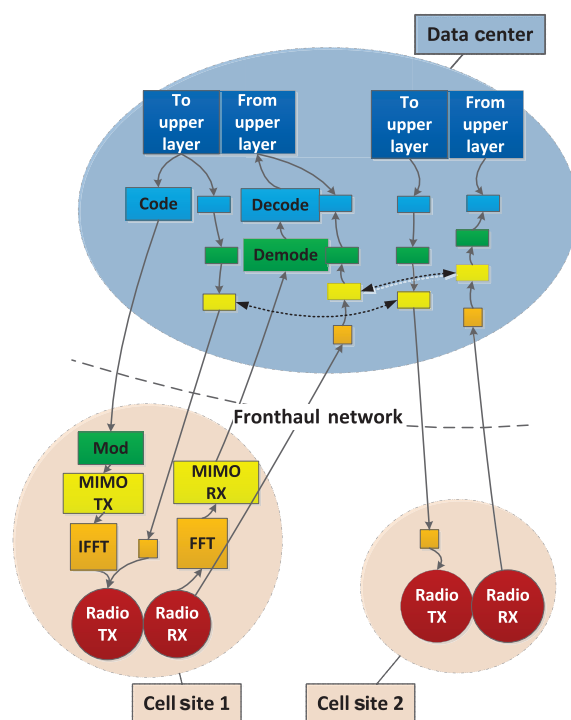 Data center
To
upper
layer
From
upper
layer
To
upper
layer
From
upper
layer
Code
Decode
Demode
Fronthaul network
Mod
MIMO
TX
MIMO
RX
IFFT
FFT
Radio
TX
Radio
RX
Radio
TX
Radio
RX
Cell site 1
Cell site 2